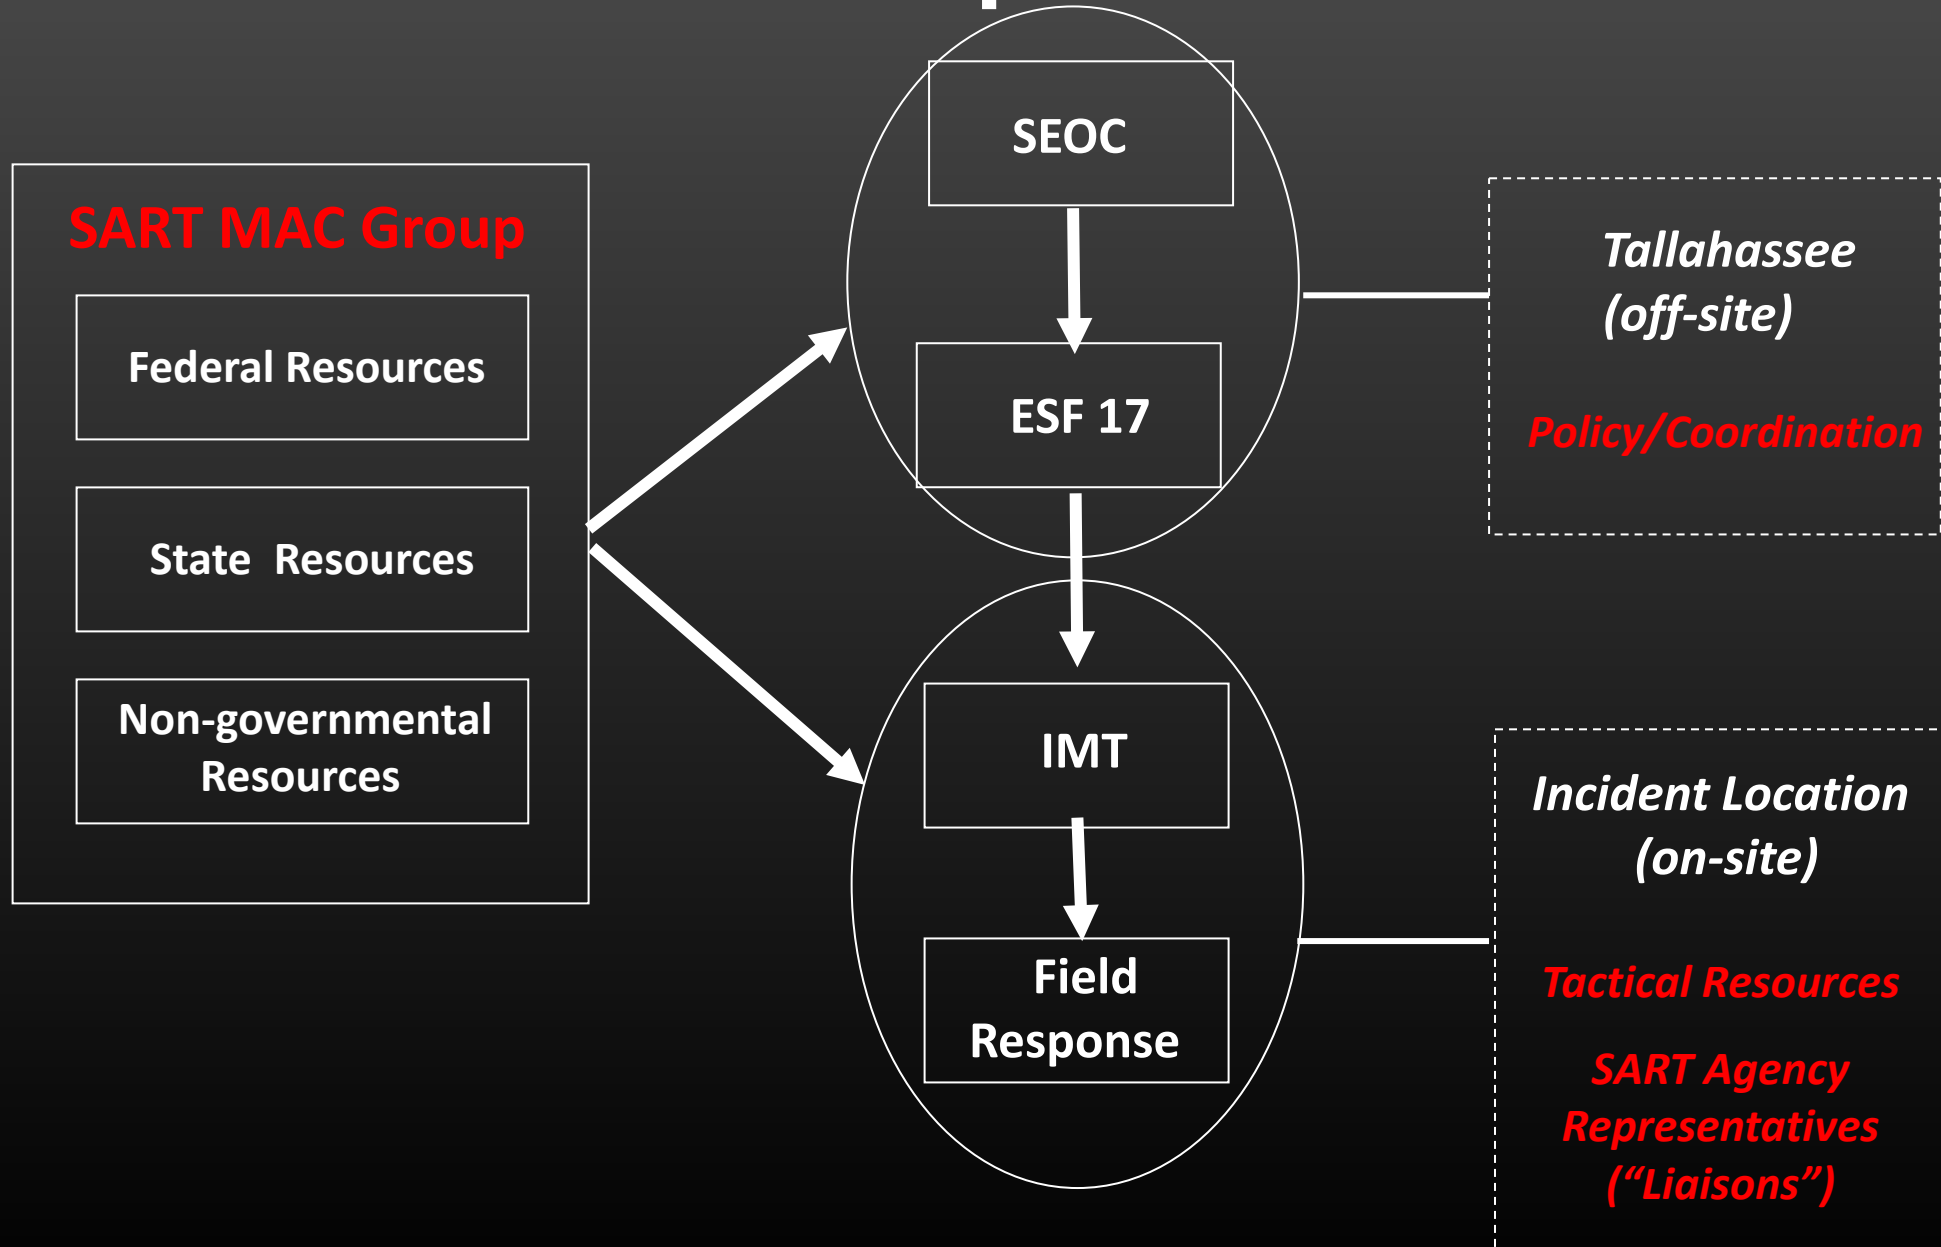 SART MAC Group
Federal Resources
State  Resources
Non-governmental
Resources
SEOC
ESF 17
IMT
Field
Response
Tallahassee
(off-site)
Policy/Coordination
Incident Location
(on-site)
Tactical Resources
SART Agency
Representatives
(“Liaisons”)